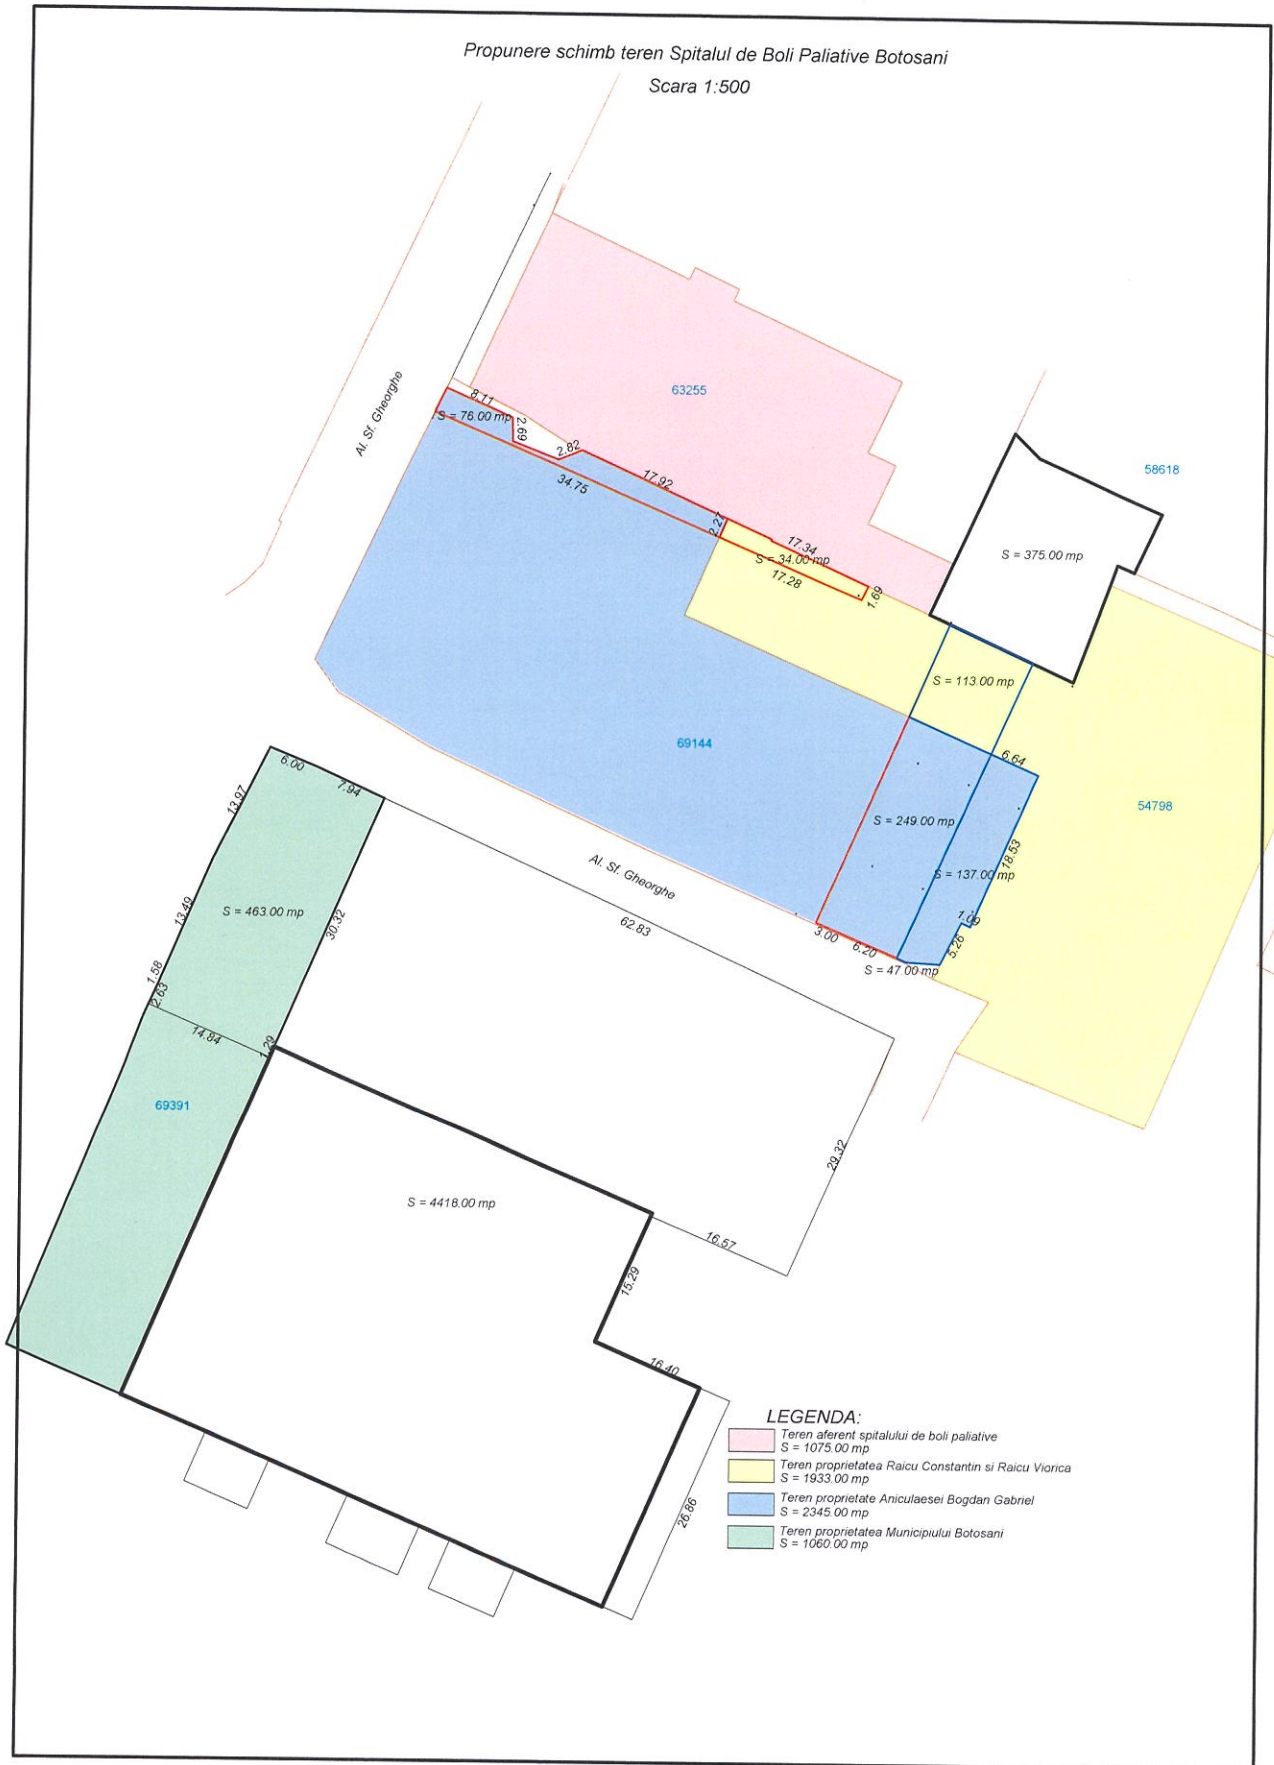 Propunere schimb teren Spitalul de Boli Paliative Botosani
Scara 1:500
Al. Sf. Gheorghe
63255
8.11
S = 76.00 mp
2.69
2.82
17.92
34.75
2.27
17.34
S = 34.00 mp
17.28
1.69
58618
S = 375.00 mp
S = 113.00 mp
69144
6.64
54798
S = 249.00 mp
18.53
S = 137.00 mp
1.09
5.26
3.00
6.20
S = 47.00 mp
Al. Sf. Gheorghe
62.83
6.00
7.94
13.97
13.49
S = 463.00 mp
30.32
1.58
2.63
14.84
1.29
69391
29.32
S = 4418.00 mp
16.57
15.29
16.40
26.86
LEGENDA:
Teren aferent spitalului de boli paliative
S = 1075.00 mp
Teren proprietatea Raicu Constantin si Raicu Viorica
S = 1933.00 mp
Teren proprietate Aniculaesei Bogdan Gabriel
S = 2345.00 mp
Teren proprietatea Municipiului Botosani
S = 1060.00 mp